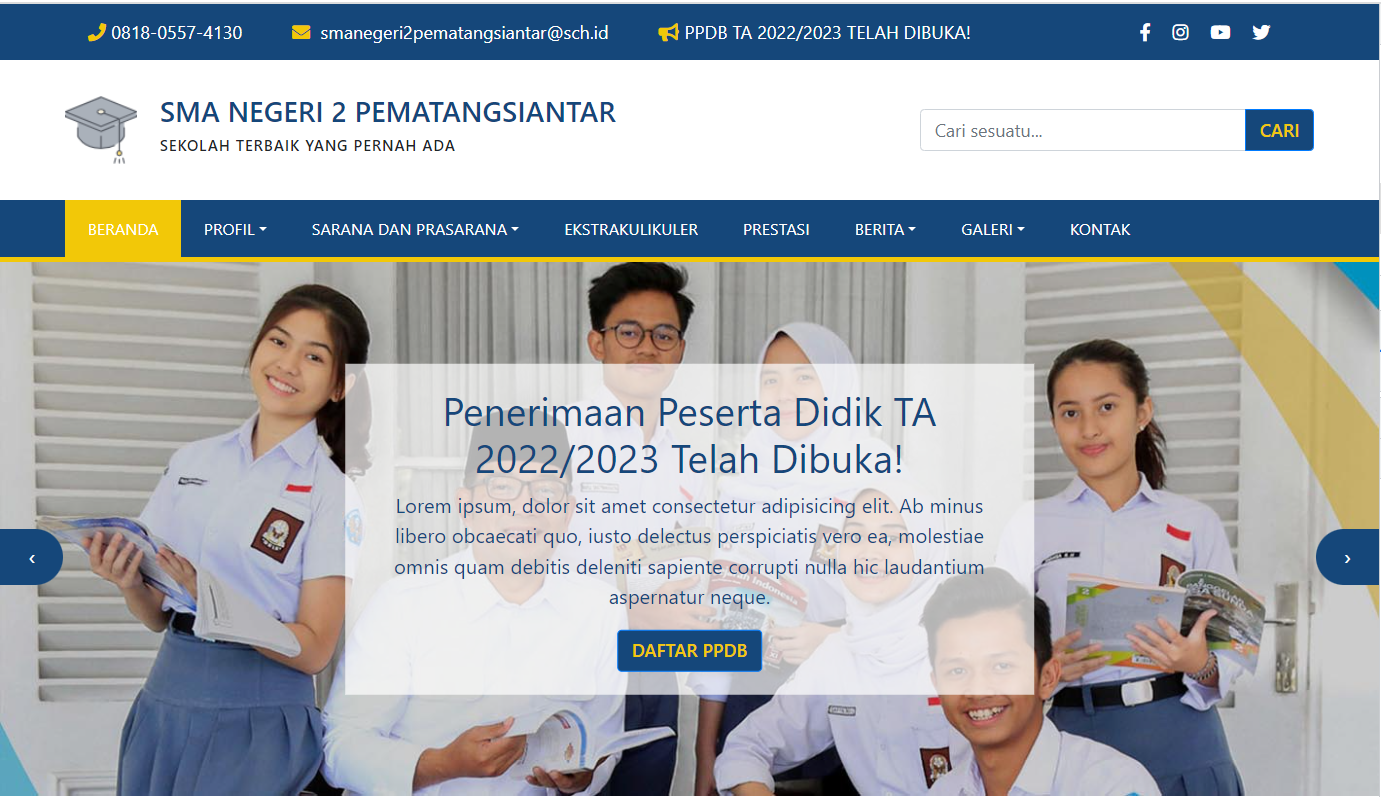 0818-0557-4130
smanegeri2pematangsiantar@sch.id
PPDB TA 2022/2023 TELAH DIBUKA!
SMA NEGERI 2 PEMATANGSIANTAR
SEKOLAH TERBAIK YANG PERNAH ADA
Cari sesuatu...
CARI
BERANDA
PROFIL
SARANA DAN PRASARANA
EKSTRAKULIKULER
PRESTASI
BERITA
GALERI
KONTAK
Penerimaan Peserta Didik TA
2022/2023 Telah Dibuka!
Lorem ipsum, dolor sit amet consectetur adipisicing elit. Ab minus
libero obcaecati quo, iusto delectus perspiciatis vero ea, molestiae
omnis quam debitis deleniti sapiente corrupti nulla hic laudantium
aspernatur neque.
DAFTAR PPDB
‹
›